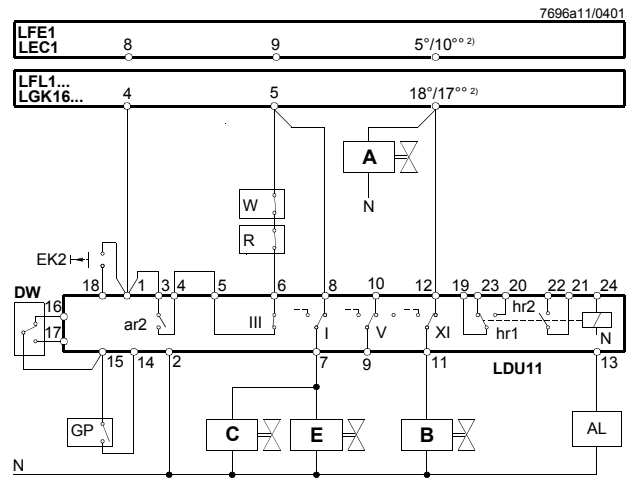 7696a11/0401
LFE1
LEC1
8
9
5°/10°° 2)
LFL1...
LGK16...
4
5
18°/17°° 2)
A
N
W
R
EK2
DW
18 1 3 4 5 6 8 10 12 19 23 20 22 21 24
16
17
ar2
III
I
V
XI
hr1
hr2
N
15 14 2 7 9 11 13
LDU11
GP
C
E
B
AL
N